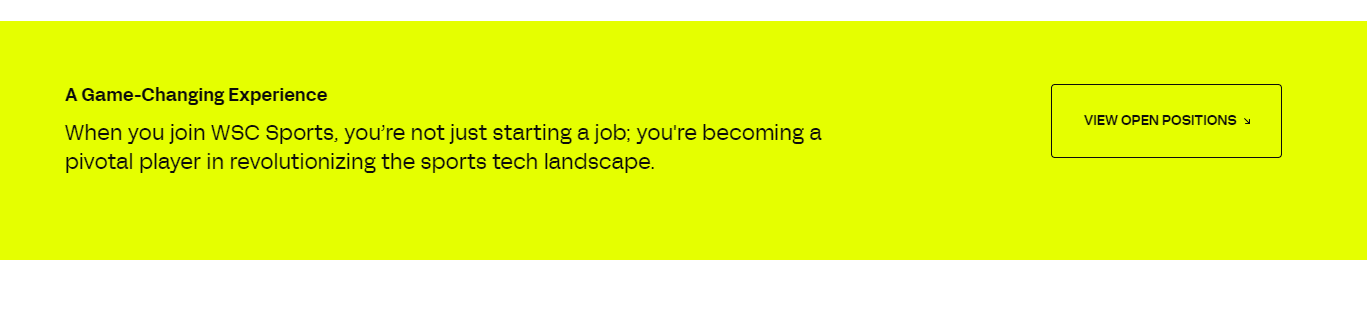 A Game-Changing Experience
When you join WSC Sports, you’re not just starting a job; you're becoming a
pivotal player in revolutionizing the sports tech landscape.
VIEW OPEN POSITIONS ↘